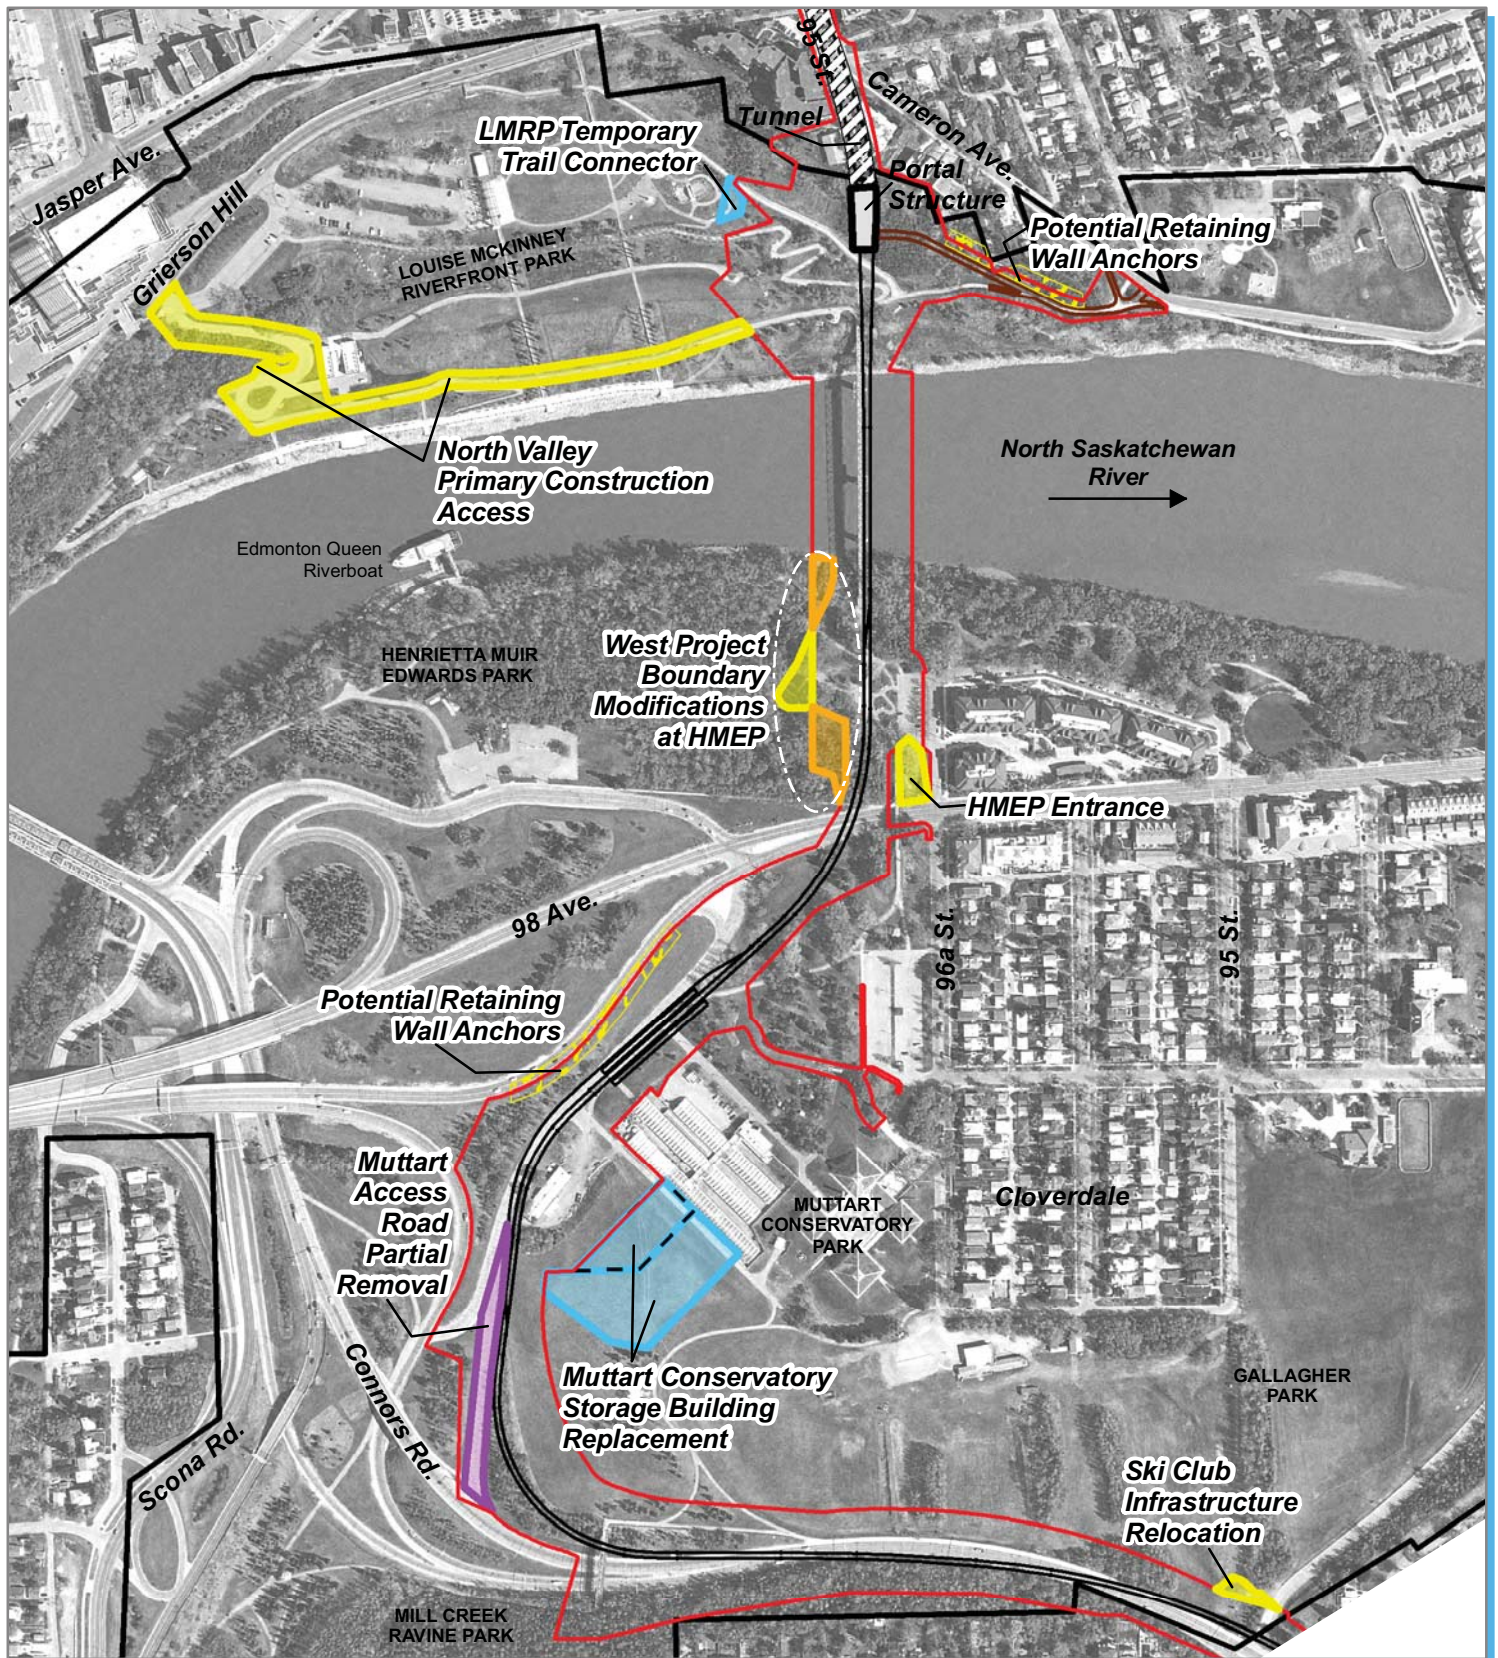 95 St.
Cameron Ave.
Tunnel
LMRP Temporary
Trail Connector
Portal
Structure
Jasper Ave.
Grierson Hill
LOUISE MCKINNEY
RIVERFRONT PARK
Potential Retaining
Wall Anchors
North Valley
Primary Construction
Access
North Saskatchewan
River
Edmonton Queen
Riverboat
HENRIETTA MUIR
EDWARDS PARK
West Project
Boundary
Modifications
at HMEP
HMEP Entrance
98 Ave.
96a St.
95 St.
Potential Retaining
Wall Anchors
Muttart
Access
Road
Partial
Removal
MUTTART
CONSERVATORY
PARK
Cloverdale
Connors Rd.
Muttart Conservatory
Storage Building
Replacement
GALLAGHER
PARK
Scona Rd.
Ski Club
Infrastructure
Relocation
MILL CREEK
RAVINE PARK